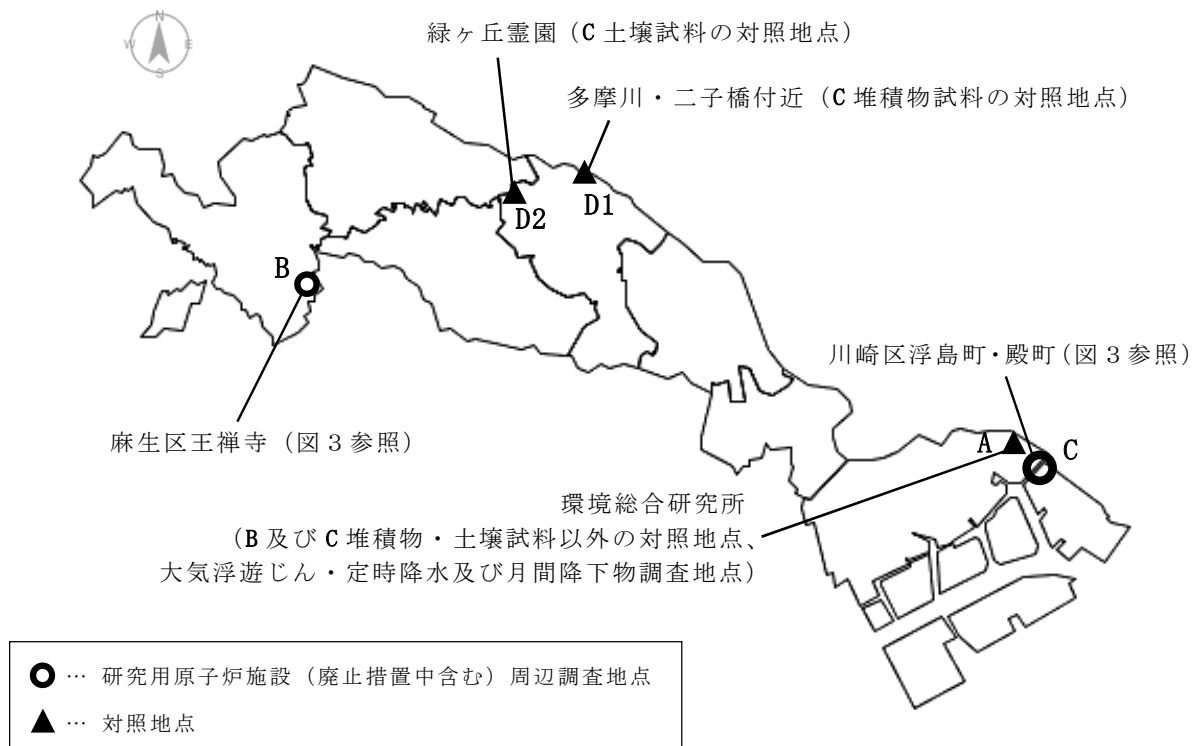 N
W
E
S
緑ヶ丘霊園（C 土壌試料の対照地点）
多摩川・二子橋付近（C 堆積物試料の対照地点）
D2
D1
B
川崎区浮島町・殿町（図３参照）
麻生区王禅寺（図３参照）
A
C
環境総合研究所
（B 及び C 堆積物・土壌試料以外の対照地点、
大気浮遊じん・定時降水及び月間降下物調査地点）
… 研究用原子炉施設（廃止措置中含む）周辺調査地点
… 対照地点